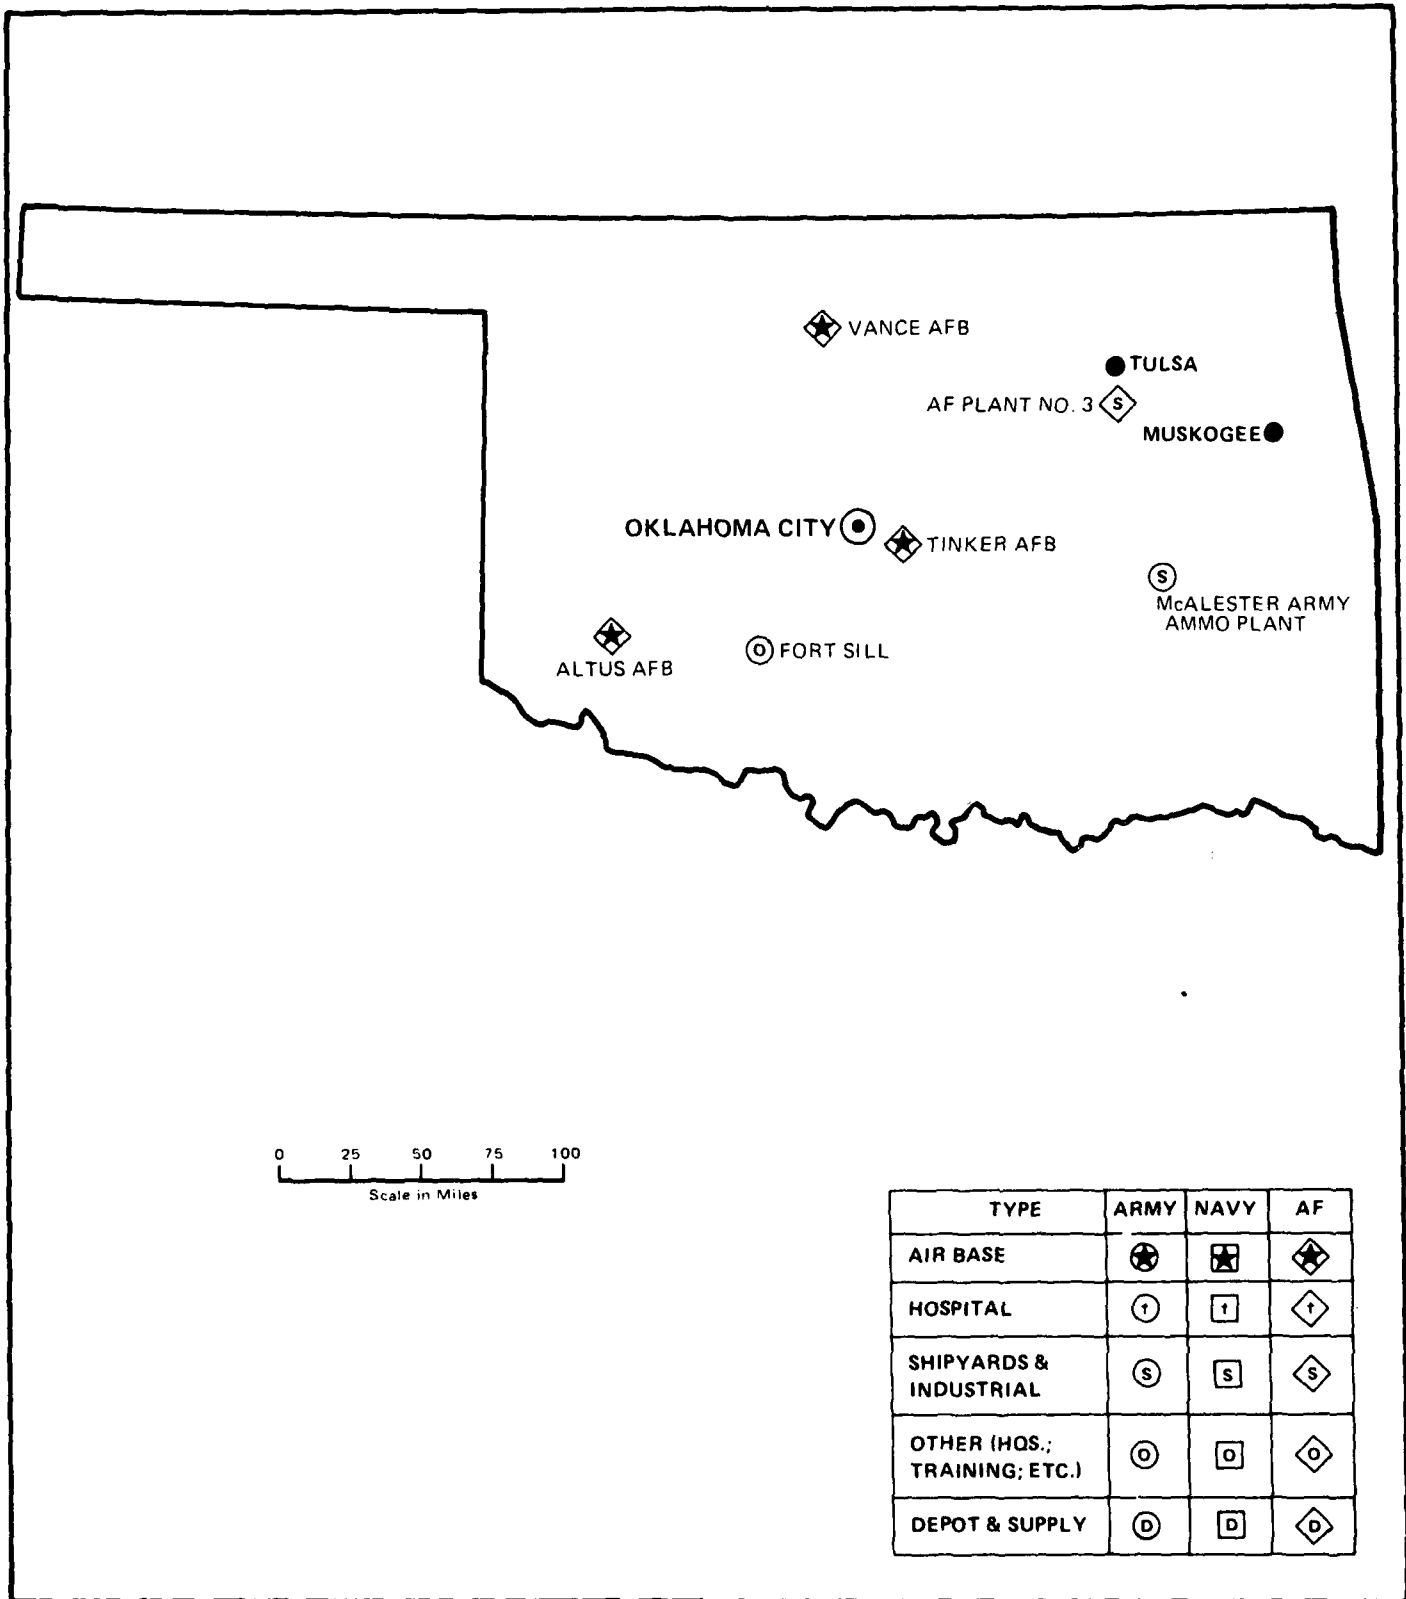 VANCE AFB
TULSA
AF PLANT NO. 3
S
MUSKOGEE
OKLAHOMA CITY
TINKER AFB
S
McALESTER ARMY
AMMO PLANT
ALTUS AFB
O FORT SILL
0 25 50 75 100
Scale in Miles
TYPE ARMY NAVY AF
AIR BASE
HOSPITAL † † †
SHIPYARDS &
INDUSTRIAL S S S
OTHER (HQS.;
TRAINING; ETC.) O O O
DEPOT & SUPPLY D D D